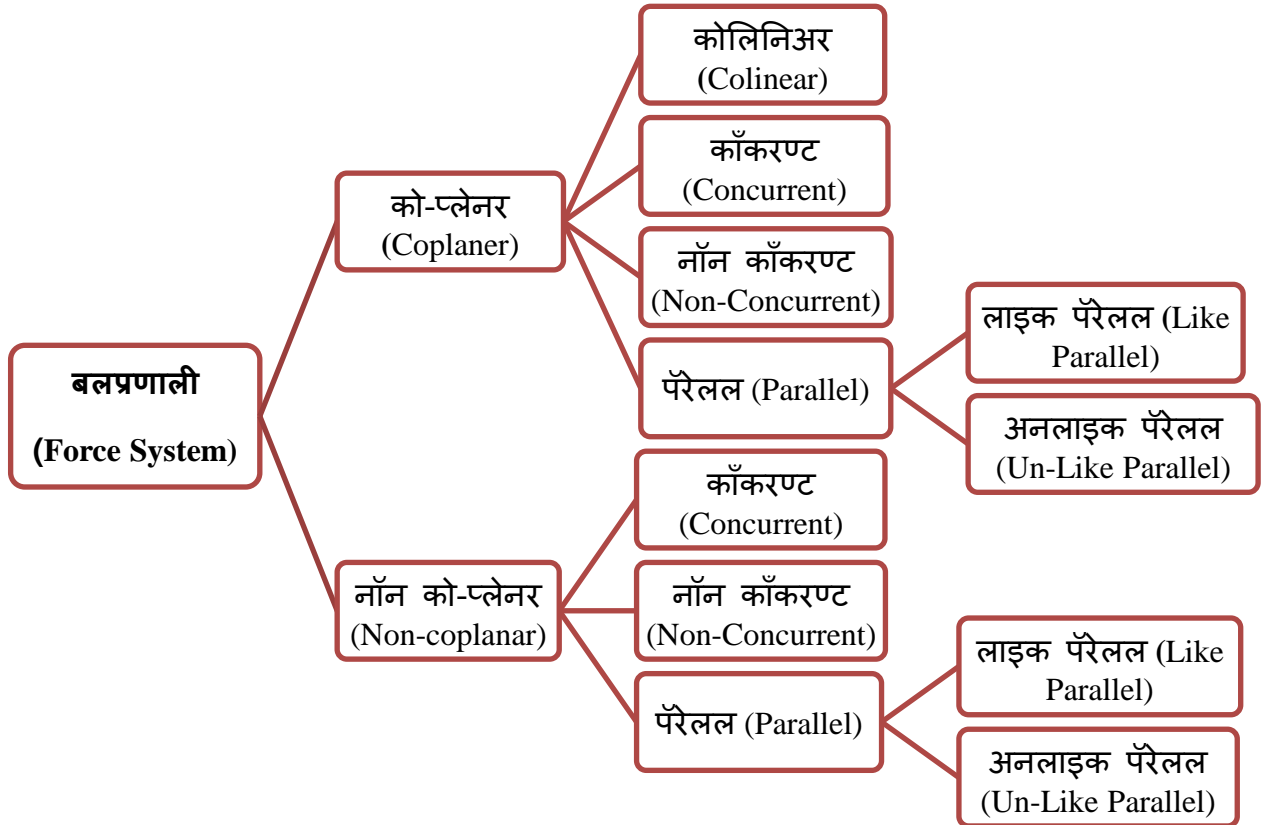 बलप्रणाली
(Force System)
को-प्लेनर
(Coplaner)
कोलिनिअर
(Colinear)
काँकरण्ट
(Concurrent)
नॉन काँकरण्ट
(Non-Concurrent)
पॅरेलल (Parallel)
लाइक पॅरेलल (Like
Parallel)
अनलाइक पॅरेलल
(Un-Like Parallel)
नॉन को-प्लेनर
(Non-coplanar)
काँकरण्ट
(Concurrent)
नॉन काँकरण्ट
(Non-Concurrent)
पॅरेलल (Parallel)
लाइक पॅरेलल (Like
Parallel)
अनलाइक पॅरेलल
(Un-Like Parallel)